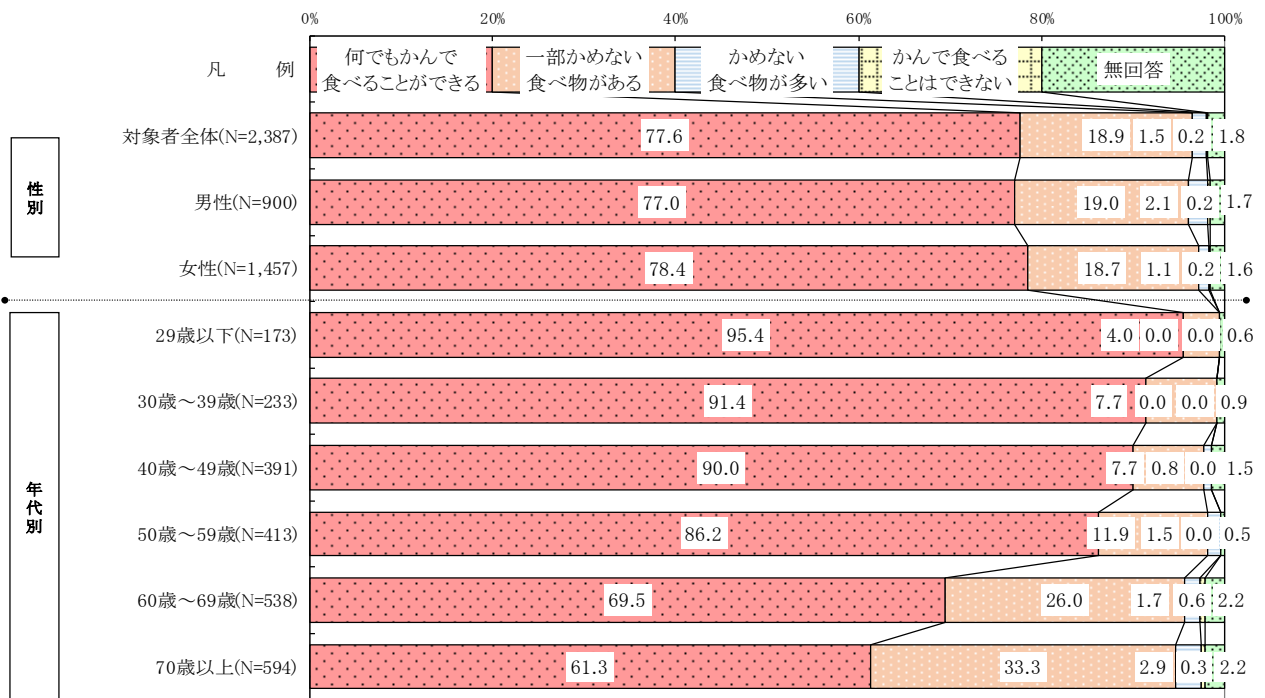 0% 20% 40% 60% 80% 100%
凡 例
何でもかんで
食べることができる
一部かめない
食べ物がある
かめない
食べ物が多い
かんで食べる
ことはできない
無回答
性別
対象者全体(N=2,387) 77.6 18.9 1.5 0.2 1.8
男性(N=900) 77.0 19.0 2.1 0.2 1.7
女性(N=1,457) 78.4 18.7 1.1 0.2 1.6
年代別
29歳以下(N=173) 95.4 4.0 0.0 0.0 0.6
30歳～39歳(N=233) 91.4 7.7 0.0 0.0 0.9
40歳～49歳(N=391) 90.0 7.7 0.8 0.0 1.5
50歳～59歳(N=413) 86.2 11.9 1.5 0.0 0.5
60歳～69歳(N=538) 69.5 26.0 1.7 0.6 2.2
70歳以上(N=594) 61.3 33.3 2.9 0.3 2.2